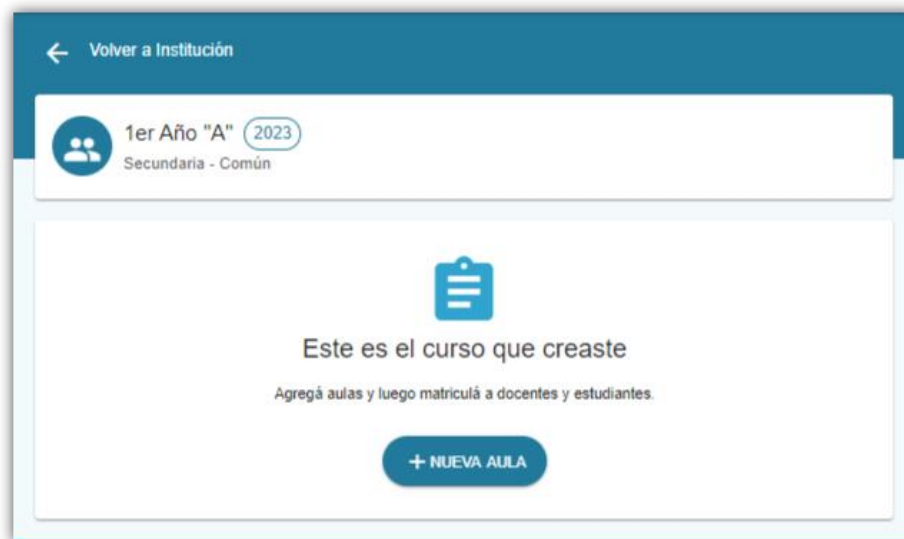 Volver a Institución
1er Año "A" 2023
Secundaria - Común
Este es el curso que creaste
Agregá aulas y luego matriculá a docentes y estudiantes.
+ NUEVA AULA